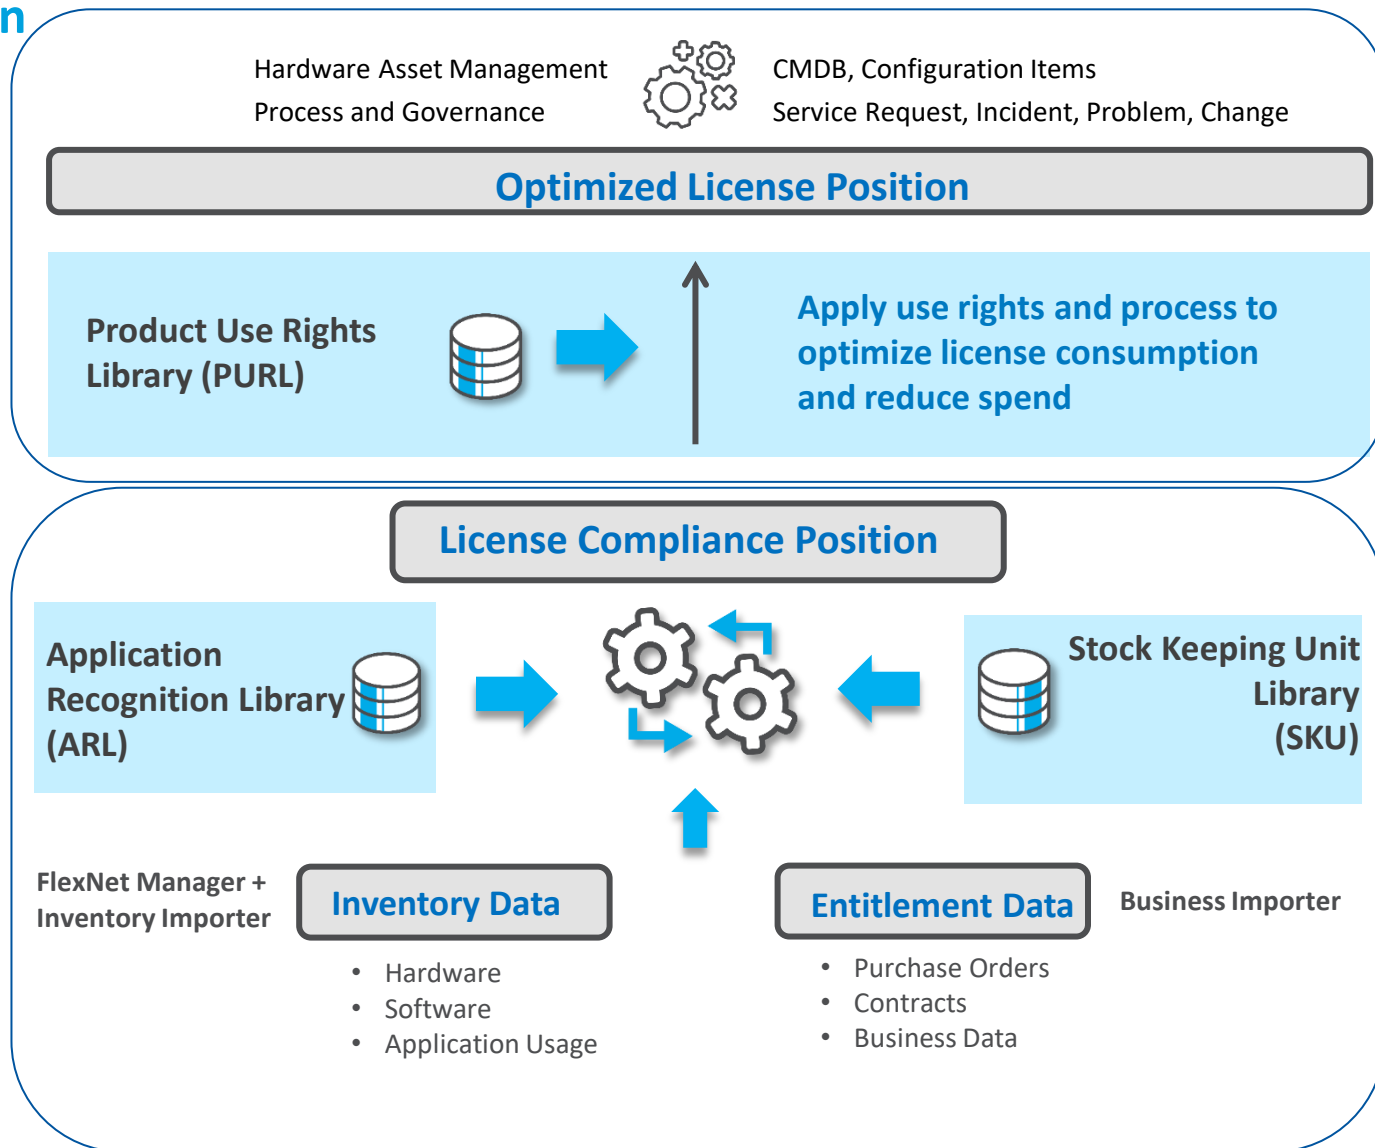 n
Hardware Asset Management
Process and Governance
CMDB, Configuration Items
Service Request, Incident, Problem, Change
Optimized License Position
Product Use Rights
Library (PURL)
Apply use rights and process to
optimize license consumption
and reduce spend
License Compliance Position
Application
Recognition Library
(ARL)
Stock Keeping Unit
Library
(SKU)
FlexNet Manager +
Inventory Importer
Inventory Data
• Hardware
• Software
• Application Usage
Entitlement Data
Business Importer
• Purchase Orders
• Contracts
• Business Data